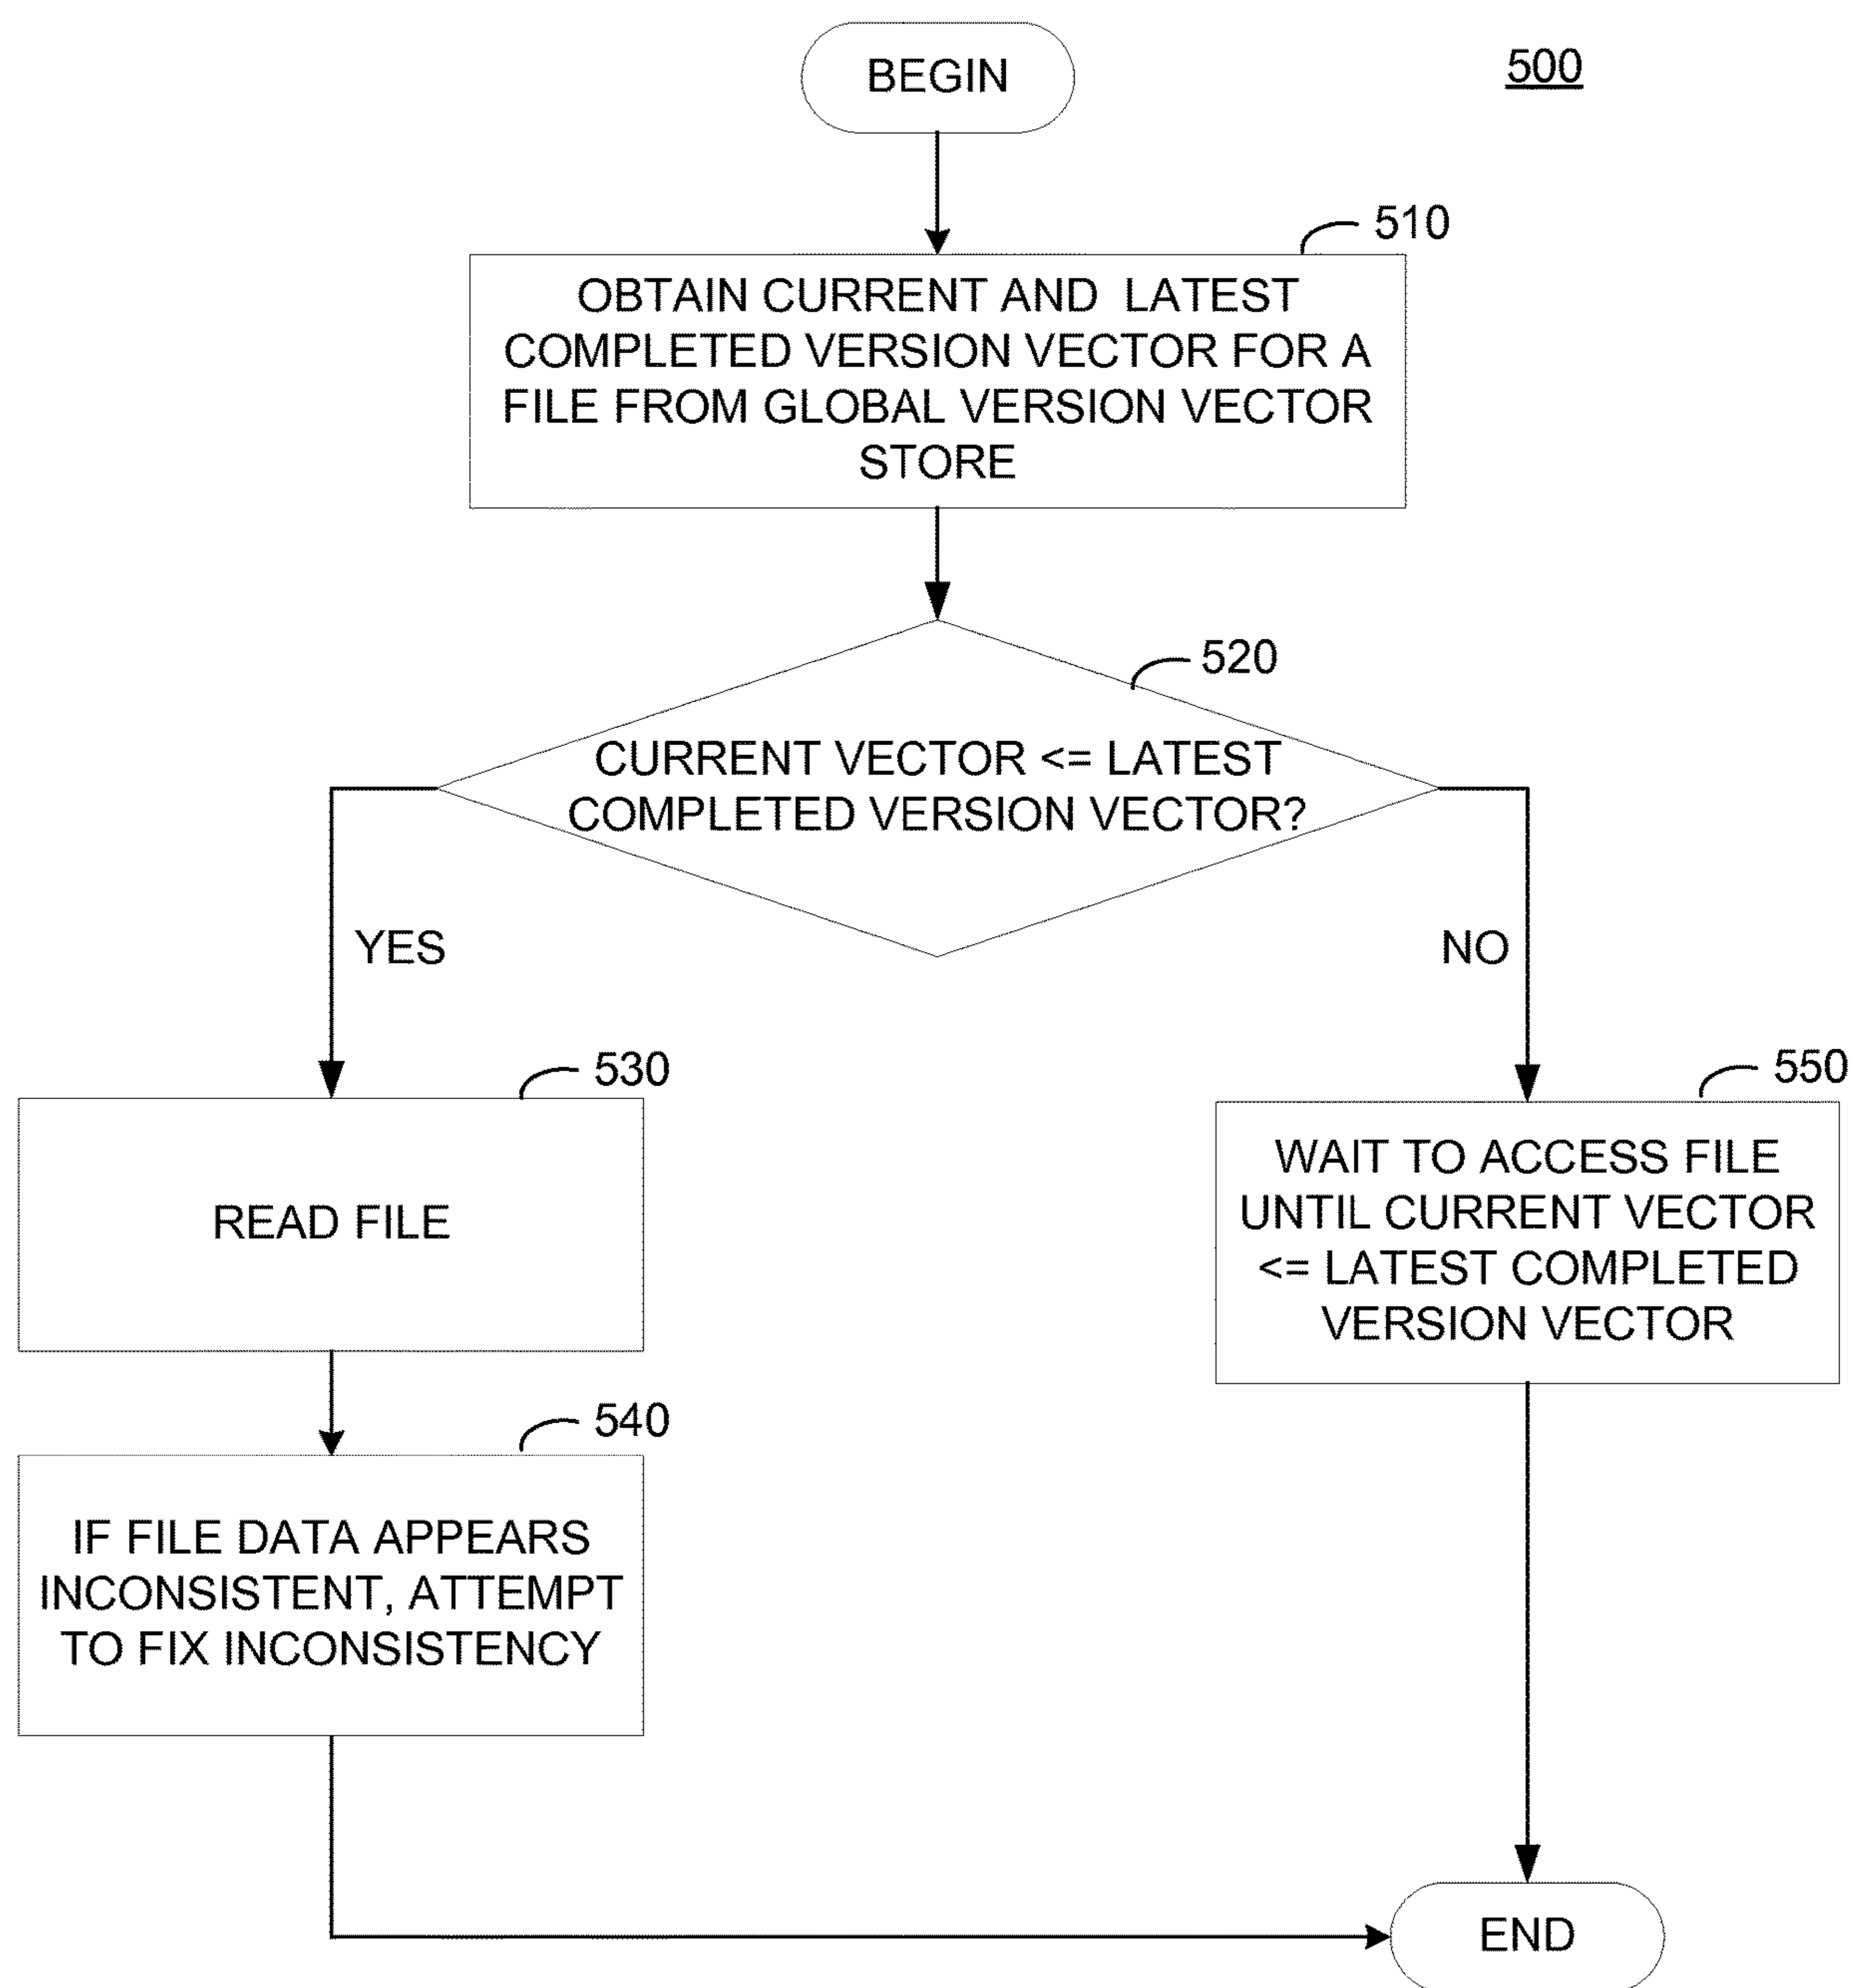 BEGIN
500
510
OBTAIN CURRENT AND LATEST
COMPLETED VERSION VECTOR FOR A
FILE FROM GLOBAL VERSION VECTOR
STORE
520
CURRENT VECTOR <= LATEST
COMPLETED VERSION VECTOR?
YES
NO
530
READ FILE
550
WAIT TO ACCESS FILE
UNTIL CURRENT VECTOR
<= LATEST COMPLETED
VERSION VECTOR
540
IF FILE DATA APPEARS
INCONSISTENT, ATTEMPT
TO FIX INCONSISTENCY
END